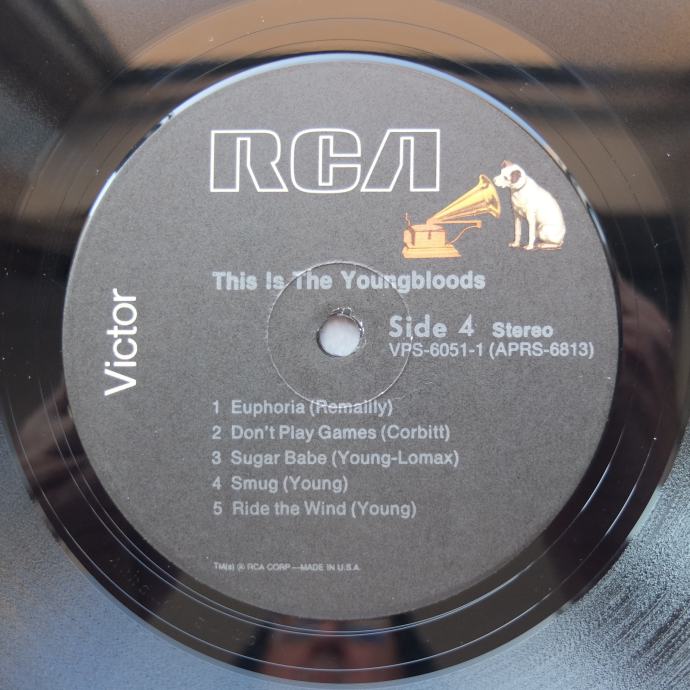 RCA
Victor
This Is The Youngbloods
Side 4 Stereo
VPS-6051-1 (APRS-6813)
1 Euphoria (Remailly)
2 Don't Play Games (Corbitt)
3 Sugar Babe (Young-Lomax)
4 Smug (Young)
5 Ride the Wind (Young)
TM(s) ® RCA CORP—MADE IN U.S.A.